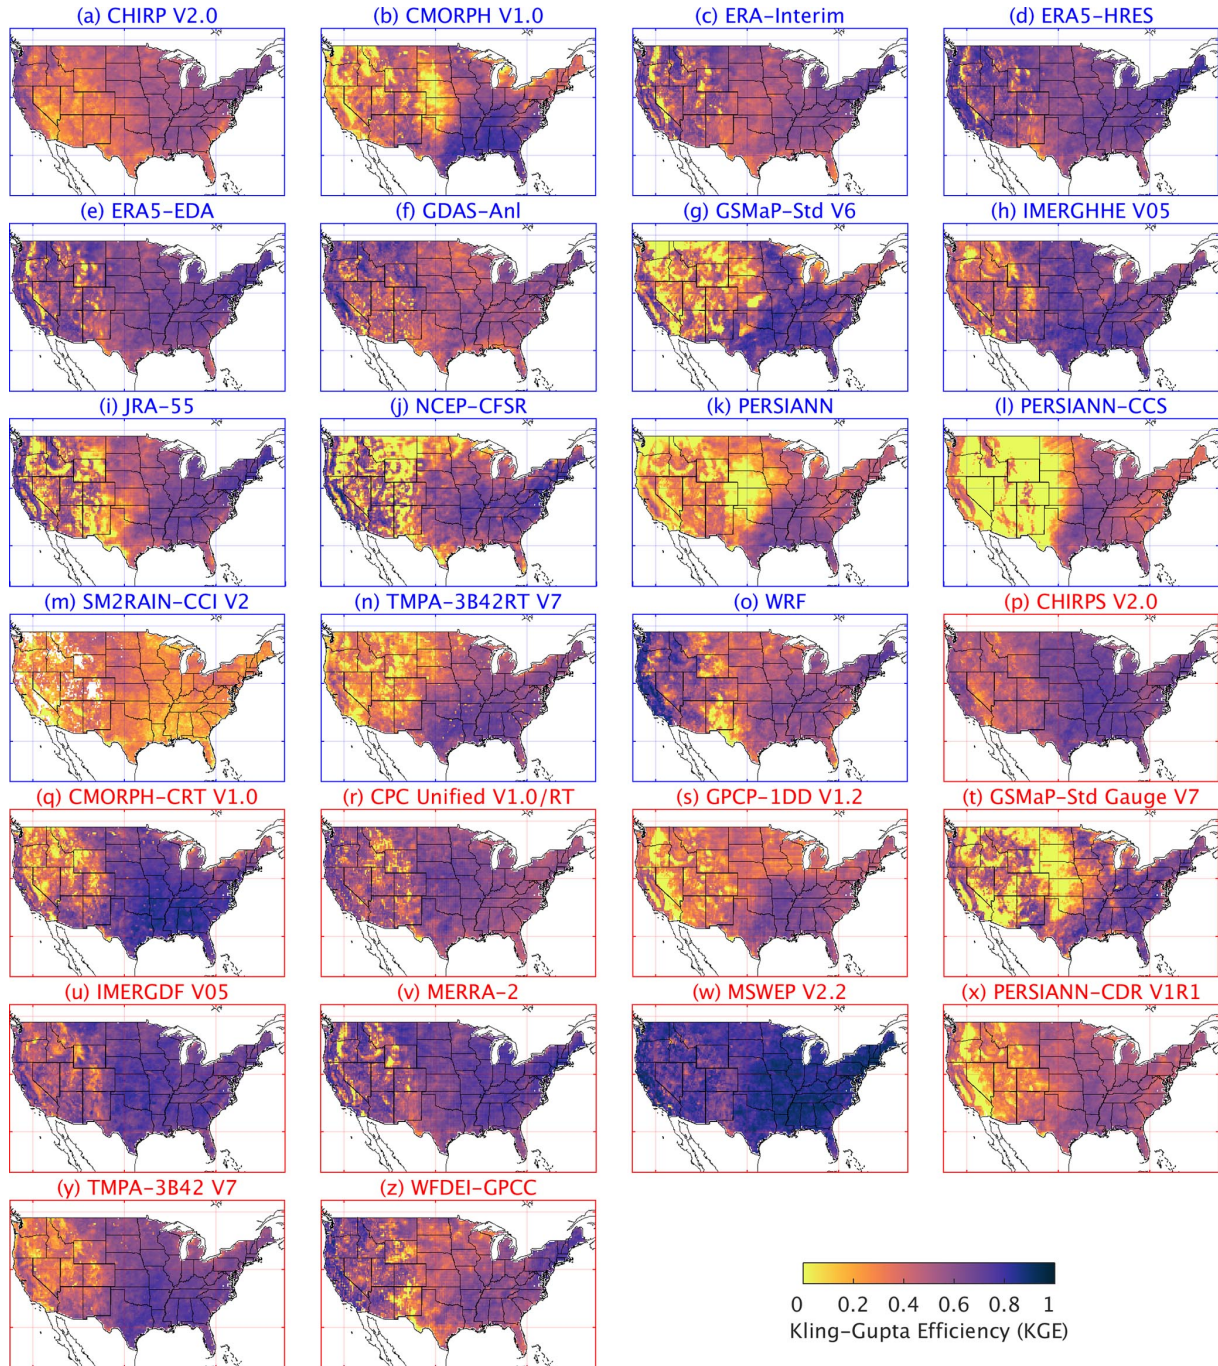 (a) CHIRP V2.0
(b) CMORPH V1.0
(c) ERA-Interim
(d) ERA5-HRES
(e) ERA5-EDA
(f) GDAS-Anl
(g) GSMaP-Std V6
(h) IMERGHHE V05
(i) JRA-55
(j) NCEP-CFSR
(k) PERSIANN
(l) PERSIANN-CCS
(m) SM2RAIN-CCI V2
(n) TMPA-3B42RT V7
(o) WRF
(p) CHIRPS V2.0
(q) CMORPH-CRT V1.0
(r) CPC Unified V1.0/RT
(s) GPCP-1DD V1.2
(t) GSMaP-Std Gauge V7
(u) IMERGDF V05
(v) MERRA-2
(w) MSWEP V2.2
(x) PERSIANN-CDR V1R1
(y) TMPA-3B42 V7
(z) WFDEI-GPCC
0 0.2 0.4 0.6 0.8 1
Kling-Gupta Efficiency (KGE)